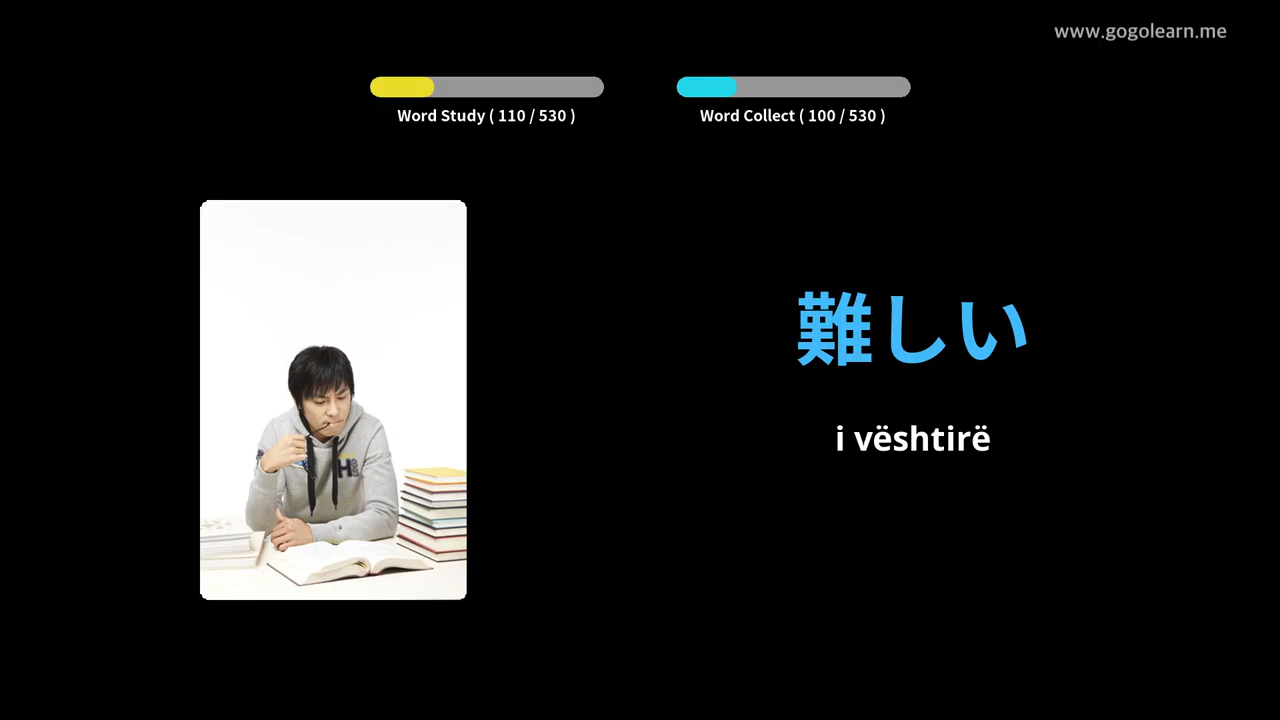 www.gogolearn.me
Word Study ( 110 / 530 )
Word Collect ( 100 / 530 )
難しい
i vështirë
H